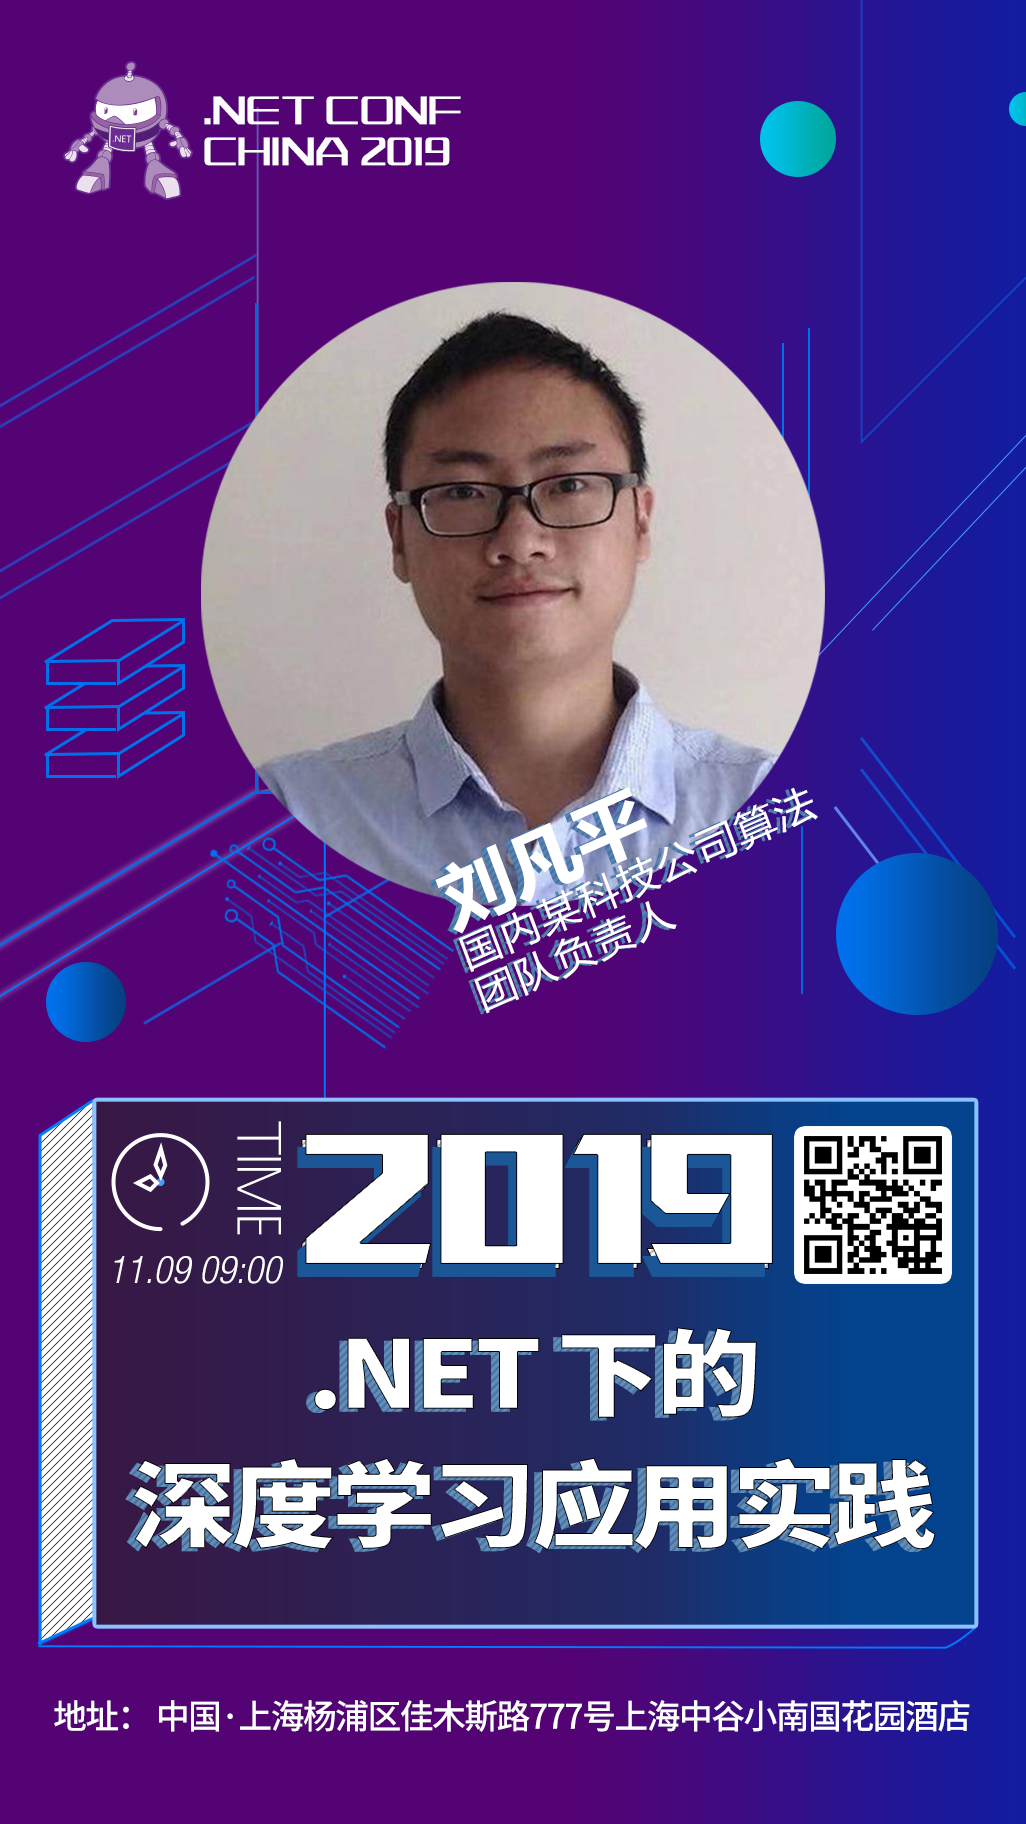 .NET CONF
CHINA 2019
.NET
刘凡平
国内某科技公司算法
团队负责人
TIME
2019
11.09 09:00
.NET 下的
深度学习应用实践
地址： 中国·上海杨浦区佳木斯路777号上海中谷小南国花园酒店